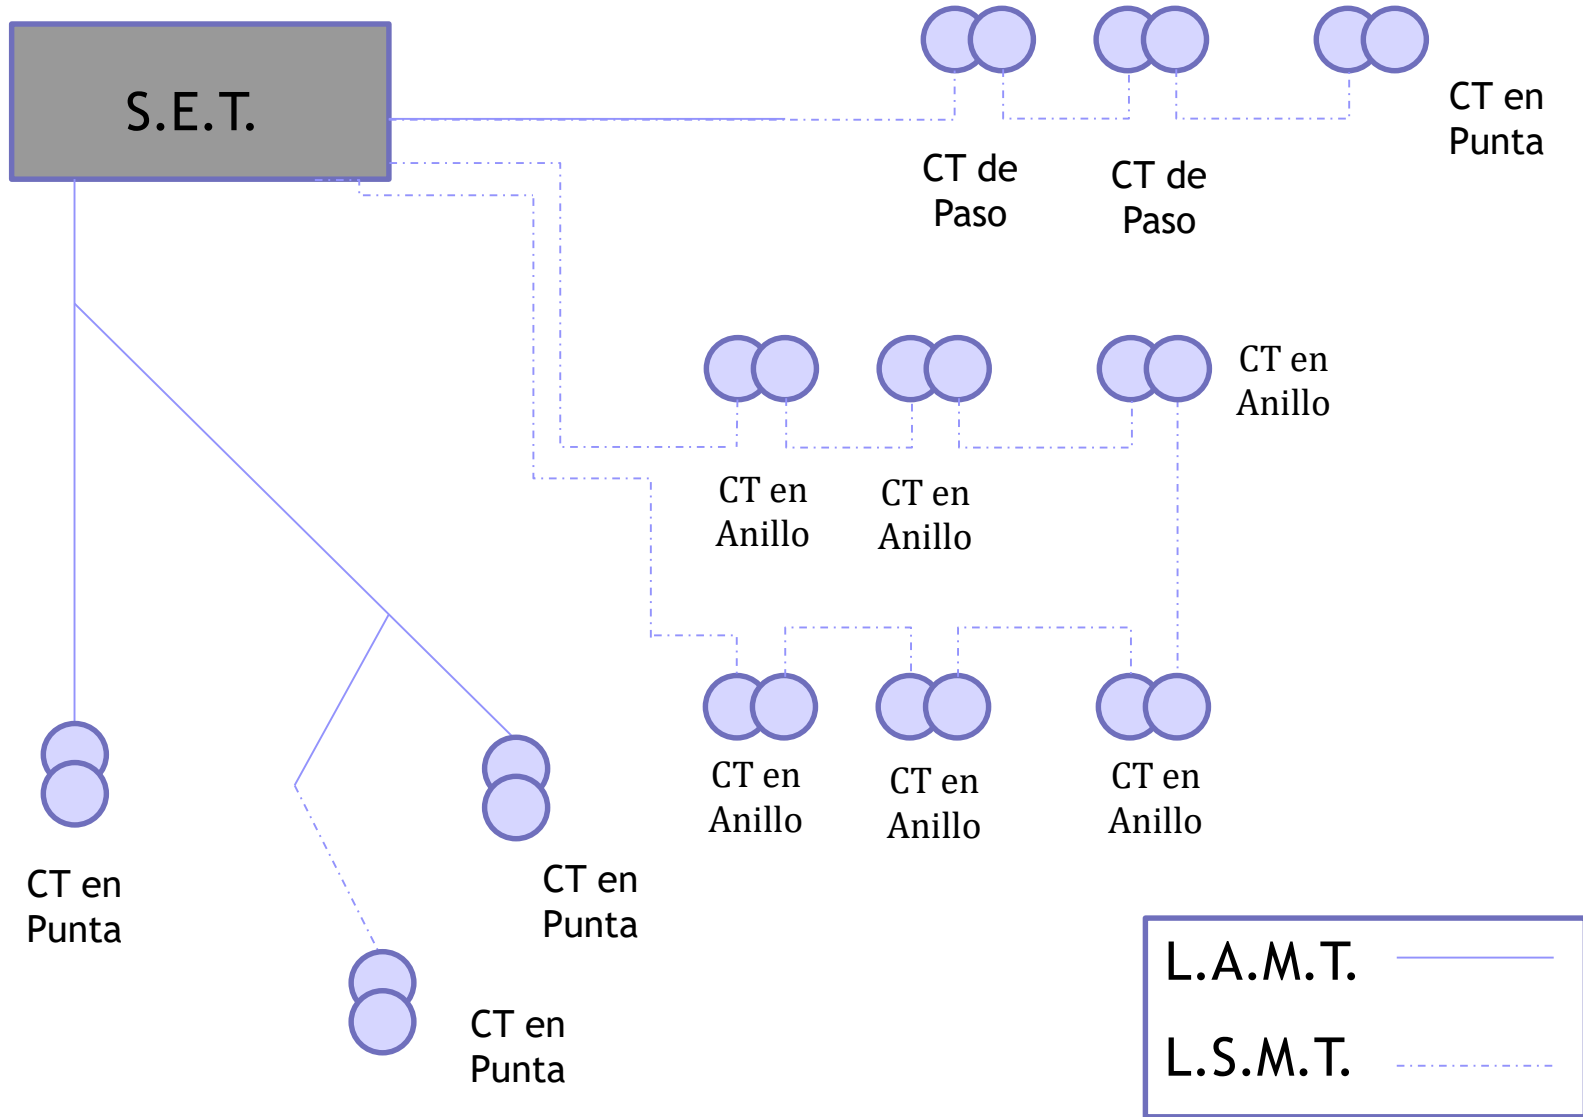 S.E.T.
CT en
Punta
CT de
Paso
CT de
Paso
CT en
Anillo
CT en
Anillo
CT en
Anillo
CT en
Anillo
CT en
Anillo
CT en
Anillo
CT en
Punta
CT en
Punta
CT en
Punta
L.A.M.T.
L.S.M.T.